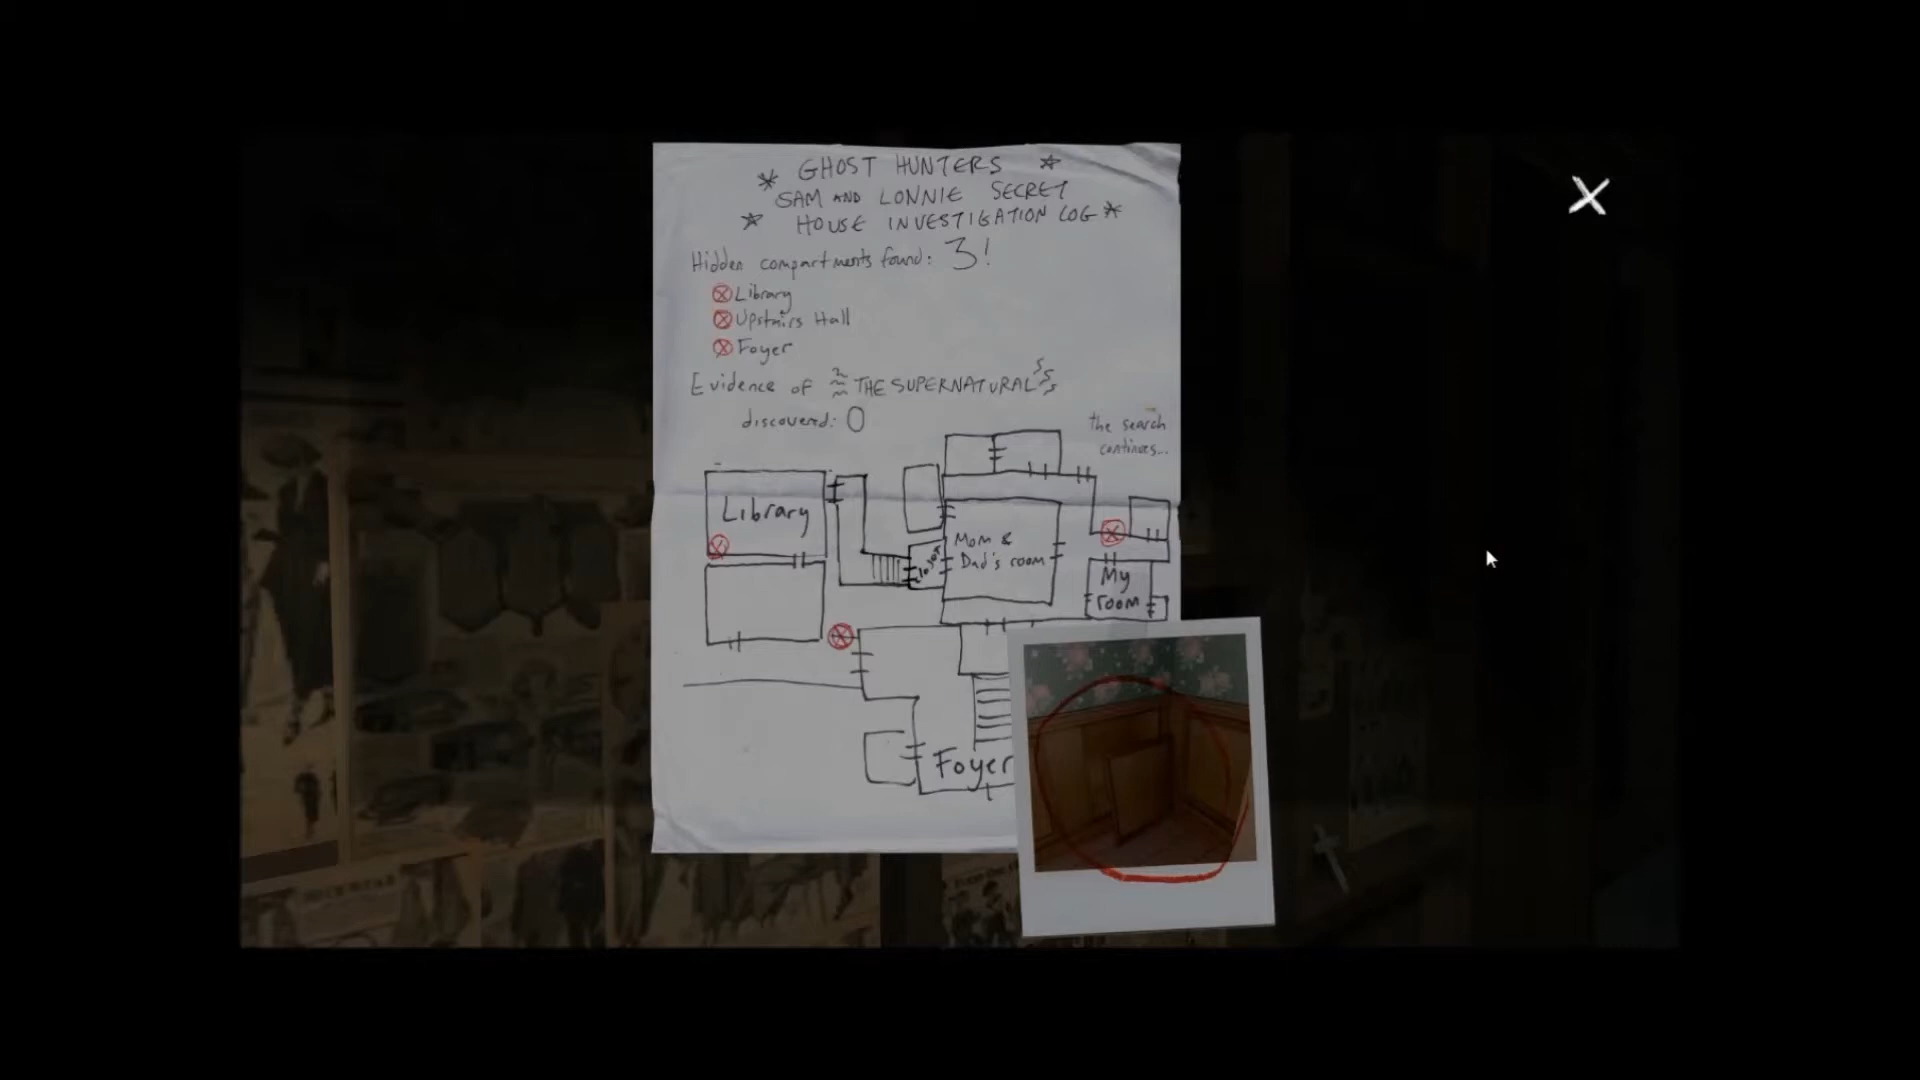 GHOST HUNTERS
SAM AND LONNIE SECRET
HOUSE INVESTIGATION LOG
Hidden compartments found: 3!
Library
Upstairs Hall
Foyer
Evidence of THE SUPERNATURAL
discovered: 0
the search
continues...
Library
Mom &
Dad's room
My
room
Foyer